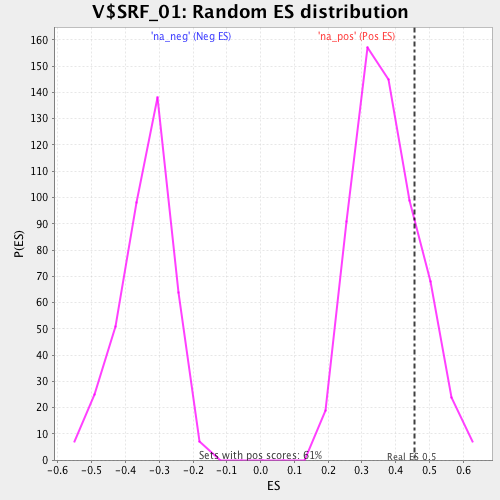 V$SRF_01: Random ES distribution
'na_neg' (Neg ES) 'na_pos' (Pos ES)
160
150
140
130
120
110
100
90
80
70
60
50
40
30
20
10
0
P(ES)
Sets with pos scores: 61%
Real ES 0.5
-0.6 -0.5 -0.4 -0.3 -0.2 -0.1 0.0 0.1 0.2 0.3 0.4 0.5 0.6
ES